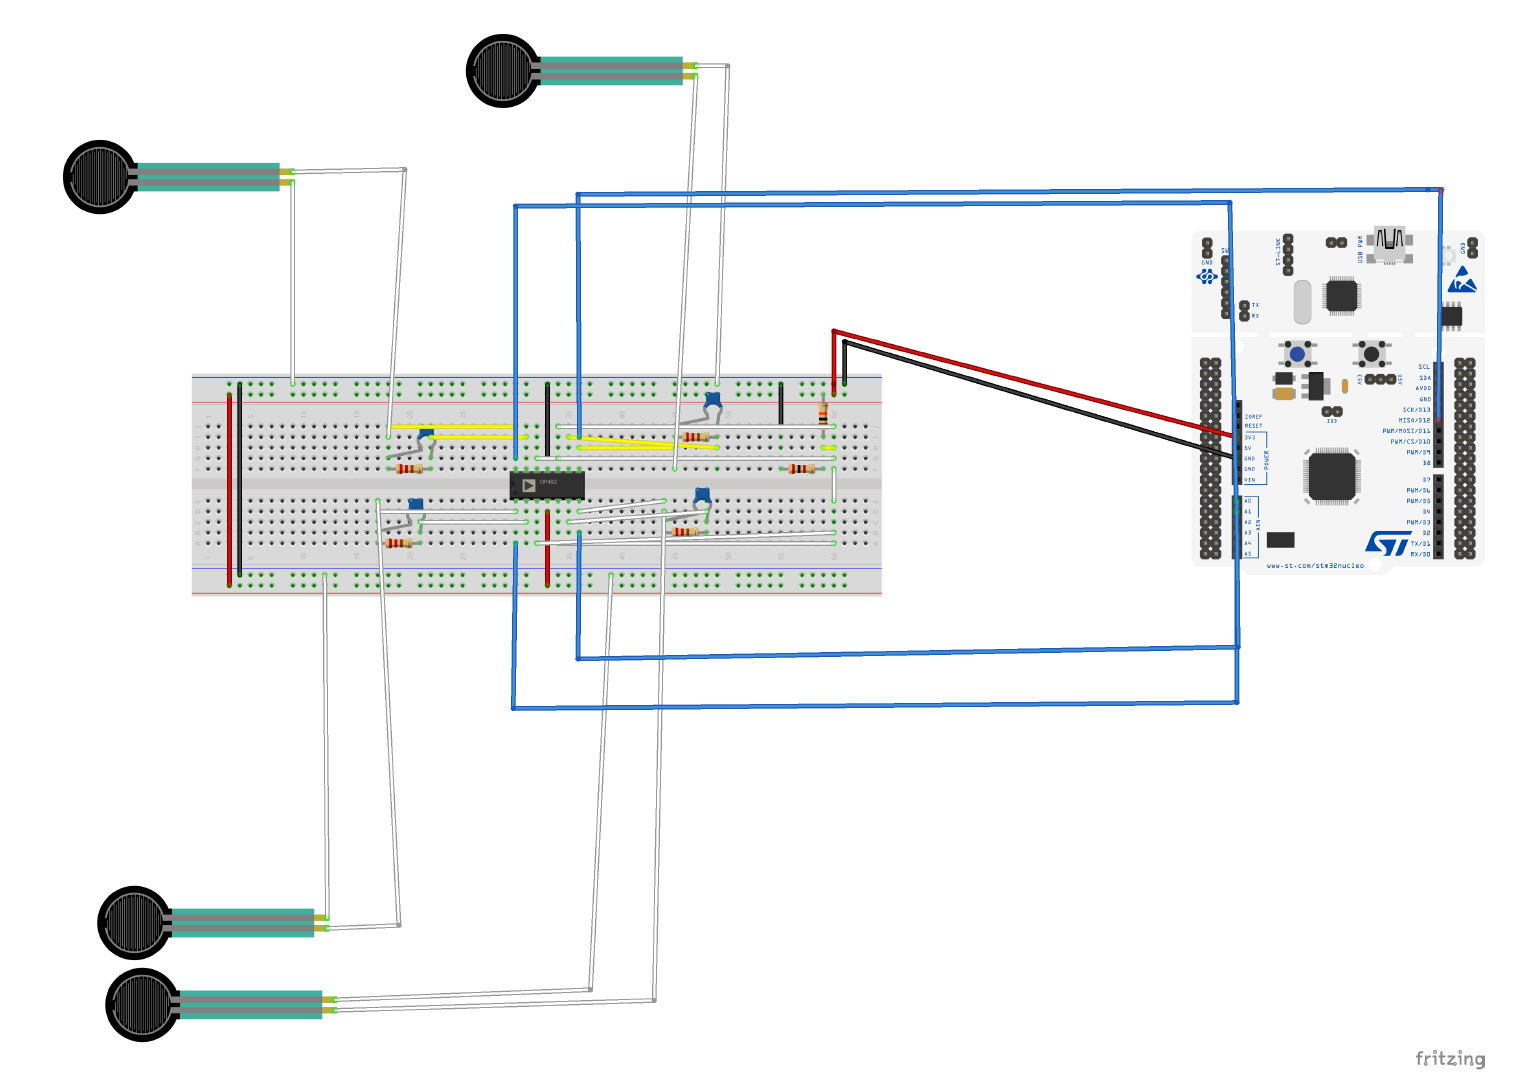 USB PWR
GND
ST-LINK
SW
GND
TX
RX
SCL
SDA
AVDD
GND
SCK/D13
MISO/D12
PWM/MOSI/D11
PWM/CS/D10
PWM/D9
D8
D7
PWM/D6
PWM/D5
D4
PWM/D3
D2
TX/D1
RX/D0
IOREF
RESET
3V3
5V
GND
GND
VIN
POWER
A0
A1
A2
A3
A4
A5
AIN
OP482
ST
www.st.com/stm32nucleo
fritzing